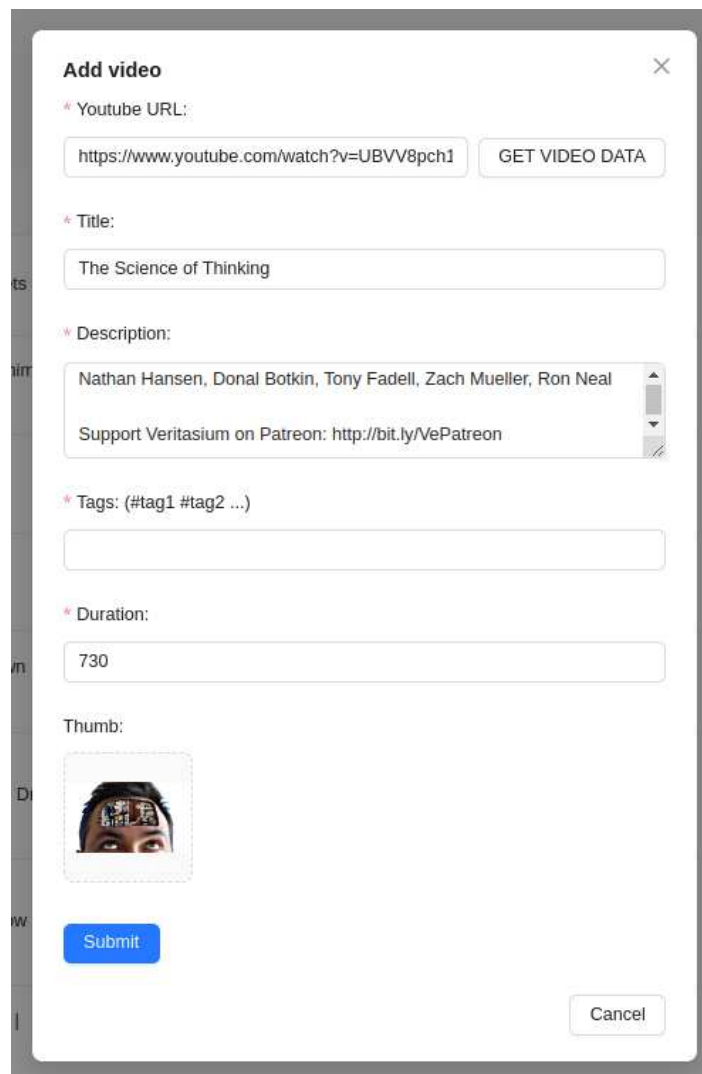 Add video
* Youtube URL:
https://www.youtube.com/watch?v=UBVV8pch1
GET VIDEO DATA
* Title:
The Science of Thinking
* Description:
Nathan Hansen, Donal Botkin, Tony Fadell, Zach Mueller, Ron Neal
Support Veritasium on Patreon: http://bit.ly/VePatreon
* Tags: (#tag1 #tag2 ...)
* Duration:
730
Thumb:
Submit
Cancel